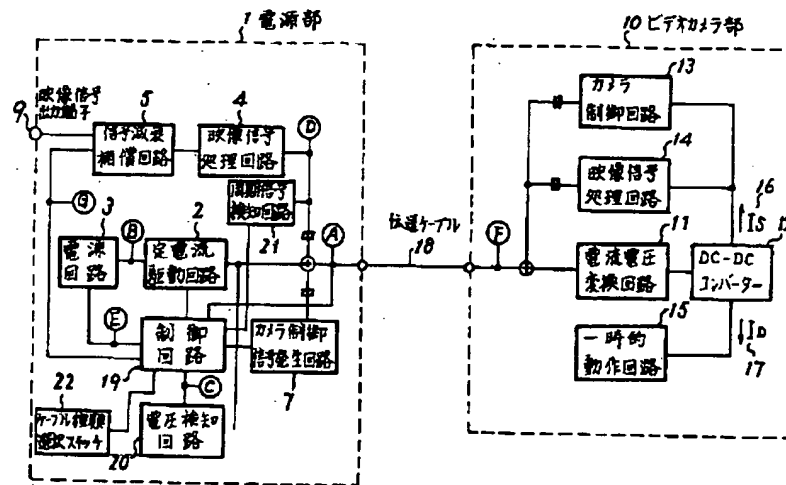 1 電源部
10 ビデオカメラ部
9
映像信号
出力端子
5
信号減衰
補償回路
4
映像信号
処理回路
D
同期信号
検知回路
21
G
3
電源
回路
B
2
定電流
駆動回路
A
伝送ケーブル
18
E
制御
回路
19
カメラ制御
信号発生回路
7
C
22
ケーブル種類
選択スイッチ
20
電圧検知
回路
13
カメラ
制御回路
14
映像信号
処理回路
16
IS
F
11
電流電圧
変換回路
12
DC-DC
コンバーター
15
一時的
動作回路
ID
17